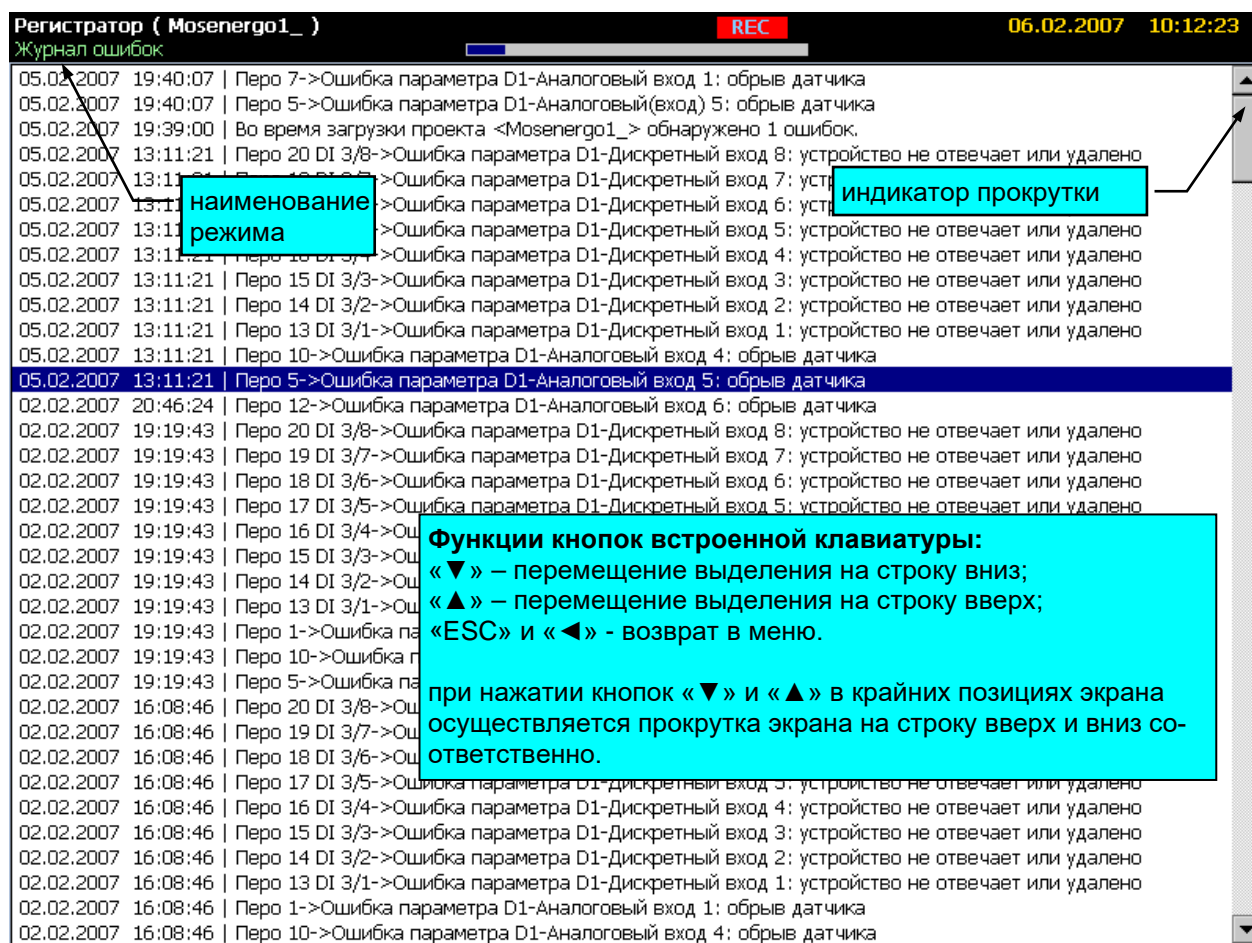 Регистратор ( Mosenergo1_ ) REC 06.02.2007 10:12:23
Журнал ошибок
05.02.2007 19:40:07 | Перо 7->Ошибка параметра D1-Аналоговый вход 1: обрыв датчика
05.02.2007 19:40:07 | Перо 5->Ошибка параметра D1-Аналоговый(вход) 5: обрыв датчика
05.02.2007 19:39:00 | Во время загрузки проекта <Mosenergo1_> обнаружено 1 ошибок.
05.02.2007 13:11:21 | Перо 20 DI 3/8->Ошибка параметра D1-Дискретный вход 8: устройство не отвечает или удалено
05.02.2007 >Ошибка параметра D1-Дискретный вход 7:
05.02.2007 >Ошибка параметра D1-Дискретный вход 6:
05.02.2007 >Ошибка параметра D1-Дискретный вход 5: устройство не отвечает или удалено
05.02.2007 >Ошибка параметра D1-Дискретный вход 4: устройство не отвечает или удалено
наименование
режима
индикатор прокрутки
05.02.2007 13:11:21 | Перо 15 DI 3/3->Ошибка параметра D1-Дискретный вход 3: устройство не отвечает или удалено
05.02.2007 13:11:21 | Перо 14 DI 3/2->Ошибка параметра D1-Дискретный вход 2: устройство не отвечает или удалено
05.02.2007 13:11:21 | Перо 13 DI 3/1->Ошибка параметра D1-Дискретный вход 1: устройство не отвечает или удалено
05.02.2007 13:11:21 | Перо 10->Ошибка параметра D1-Аналоговый вход 4: обрыв датчика
05.02.2007 13:11:21 | Перо 5->Ошибка параметра D1-Аналоговый вход 5: обрыв датчика
02.02.2007 20:46:24 | Перо 12->Ошибка параметра D1-Аналоговый вход 6: обрыв датчика
02.02.2007 19:19:43 | Перо 20 DI 3/8->Ошибка параметра D1-Дискретный вход 8: устройство не отвечает или удалено
02.02.2007 19:19:43 | Перо 19 DI 3/7->Ошибка параметра D1-Дискретный вход 7: устройство не отвечает или удалено
02.02.2007 19:19:43 | Перо 18 DI 3/6->Ошибка параметра D1-Дискретный вход 6: устройство не отвечает или удалено
02.02.2007 19:19:43 | Перо 17 DI 3/5->Ошибка параметра D1-Дискретный вход 5: устройство не отвечает или удалено
02.02.2007 19:19:43 | Перо 16 DI 3/4->
02.02.2007 19:19:43 | Перо 15 DI 3/3->
02.02.2007 19:19:43 | Перо 14 DI 3/2->
02.02.2007 19:19:43 | Перо 13 DI 3/1->
02.02.2007 19:19:43 | Перо 1->Ошибка
02.02.2007 19:19:43 | Перо 10->Ошибка
02.02.2007 19:19:43 | Перо 5->Ошибка
02.02.2007 16:08:46 | Перо 20 DI 3/8->
02.02.2007 16:08:46 | Перо 19 DI 3/7->
02.02.2007 16:08:46 | Перо 18 DI 3/6->
Функции кнопок встроенной клавиатуры:
«▼» – перемещение выделения на строку вниз;
«▲» – перемещение выделения на строку вверх;
«ESC» и «◄» - возврат в меню.
при нажатии кнопок «▼» и «▲» в крайних позициях экрана
осуществляется прокрутка экрана на строку вверх и вниз со-
ответственно.
02.02.2007 16:08:46 | Перо 17 DI 3/5->Ошибка параметра D1-Дискретный вход 5: устройство не отвечает или удалено
02.02.2007 16:08:46 | Перо 16 DI 3/4->Ошибка параметра D1-Дискретный вход 4: устройство не отвечает или удалено
02.02.2007 16:08:46 | Перо 15 DI 3/3->Ошибка параметра D1-Дискретный вход 3: устройство не отвечает или удалено
02.02.2007 16:08:46 | Перо 14 DI 3/2->Ошибка параметра D1-Дискретный вход 2: устройство не отвечает или удалено
02.02.2007 16:08:46 | Перо 13 DI 3/1->Ошибка параметра D1-Дискретный вход 1: устройство не отвечает или удалено
02.02.2007 16:08:46 | Перо 1->Ошибка параметра D1-Аналоговый вход 1: обрыв датчика
02.02.2007 16:08:46 | Перо 10->Ошибка параметра D1-Аналоговый вход 4: обрыв датчика